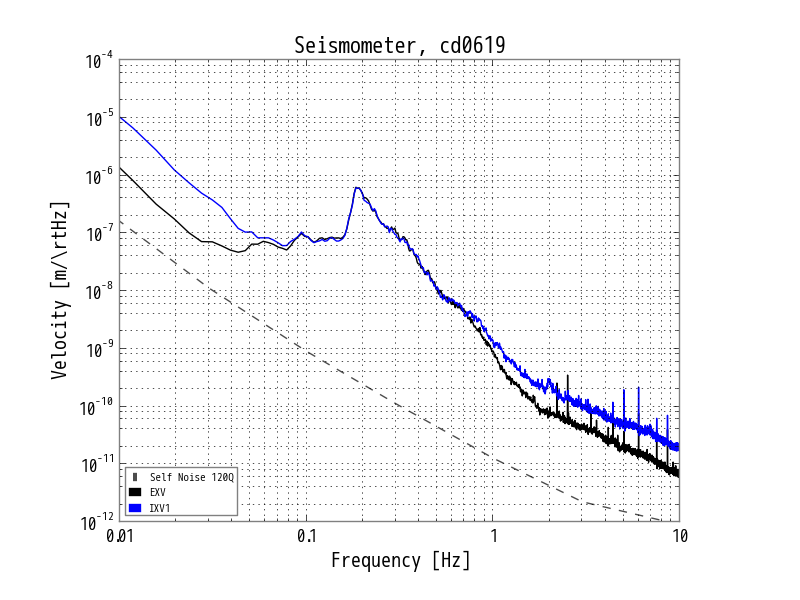 Seismometer, cd0619
Velocity [m/\rtHz]
10^-4
10^-5
10^-6
10^-7
10^-8
10^-9
10^-10
10^-11
10^-12
Self Noise 120Q
EXV
IXV1
0.01 0.1 1 10
Frequency [Hz]